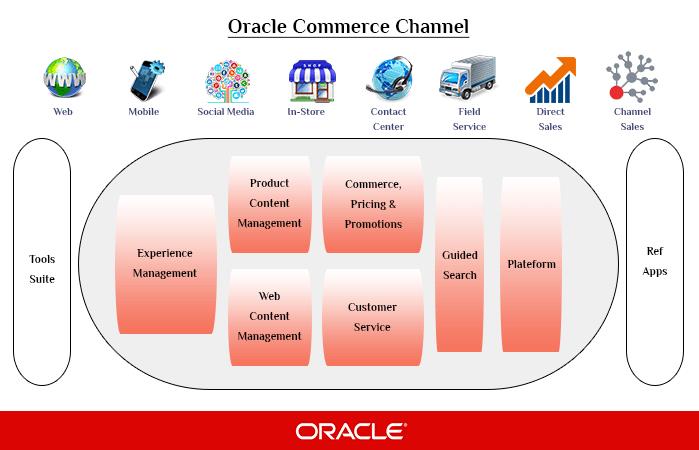 Oracle Commerce Channel
WWW
SHOP
Web
Mobile
Social Media
In-Store
Contact
Center
Field
Service
Direct
Sales
Channel
Sales
Tools
Suite
Experience
Management
Product
Content
Management
Commerce,
Pricing &
Promotions
Web
Content
Management
Customer
Service
Guided
Search
Plateform
Ref
Apps
ORACLE®